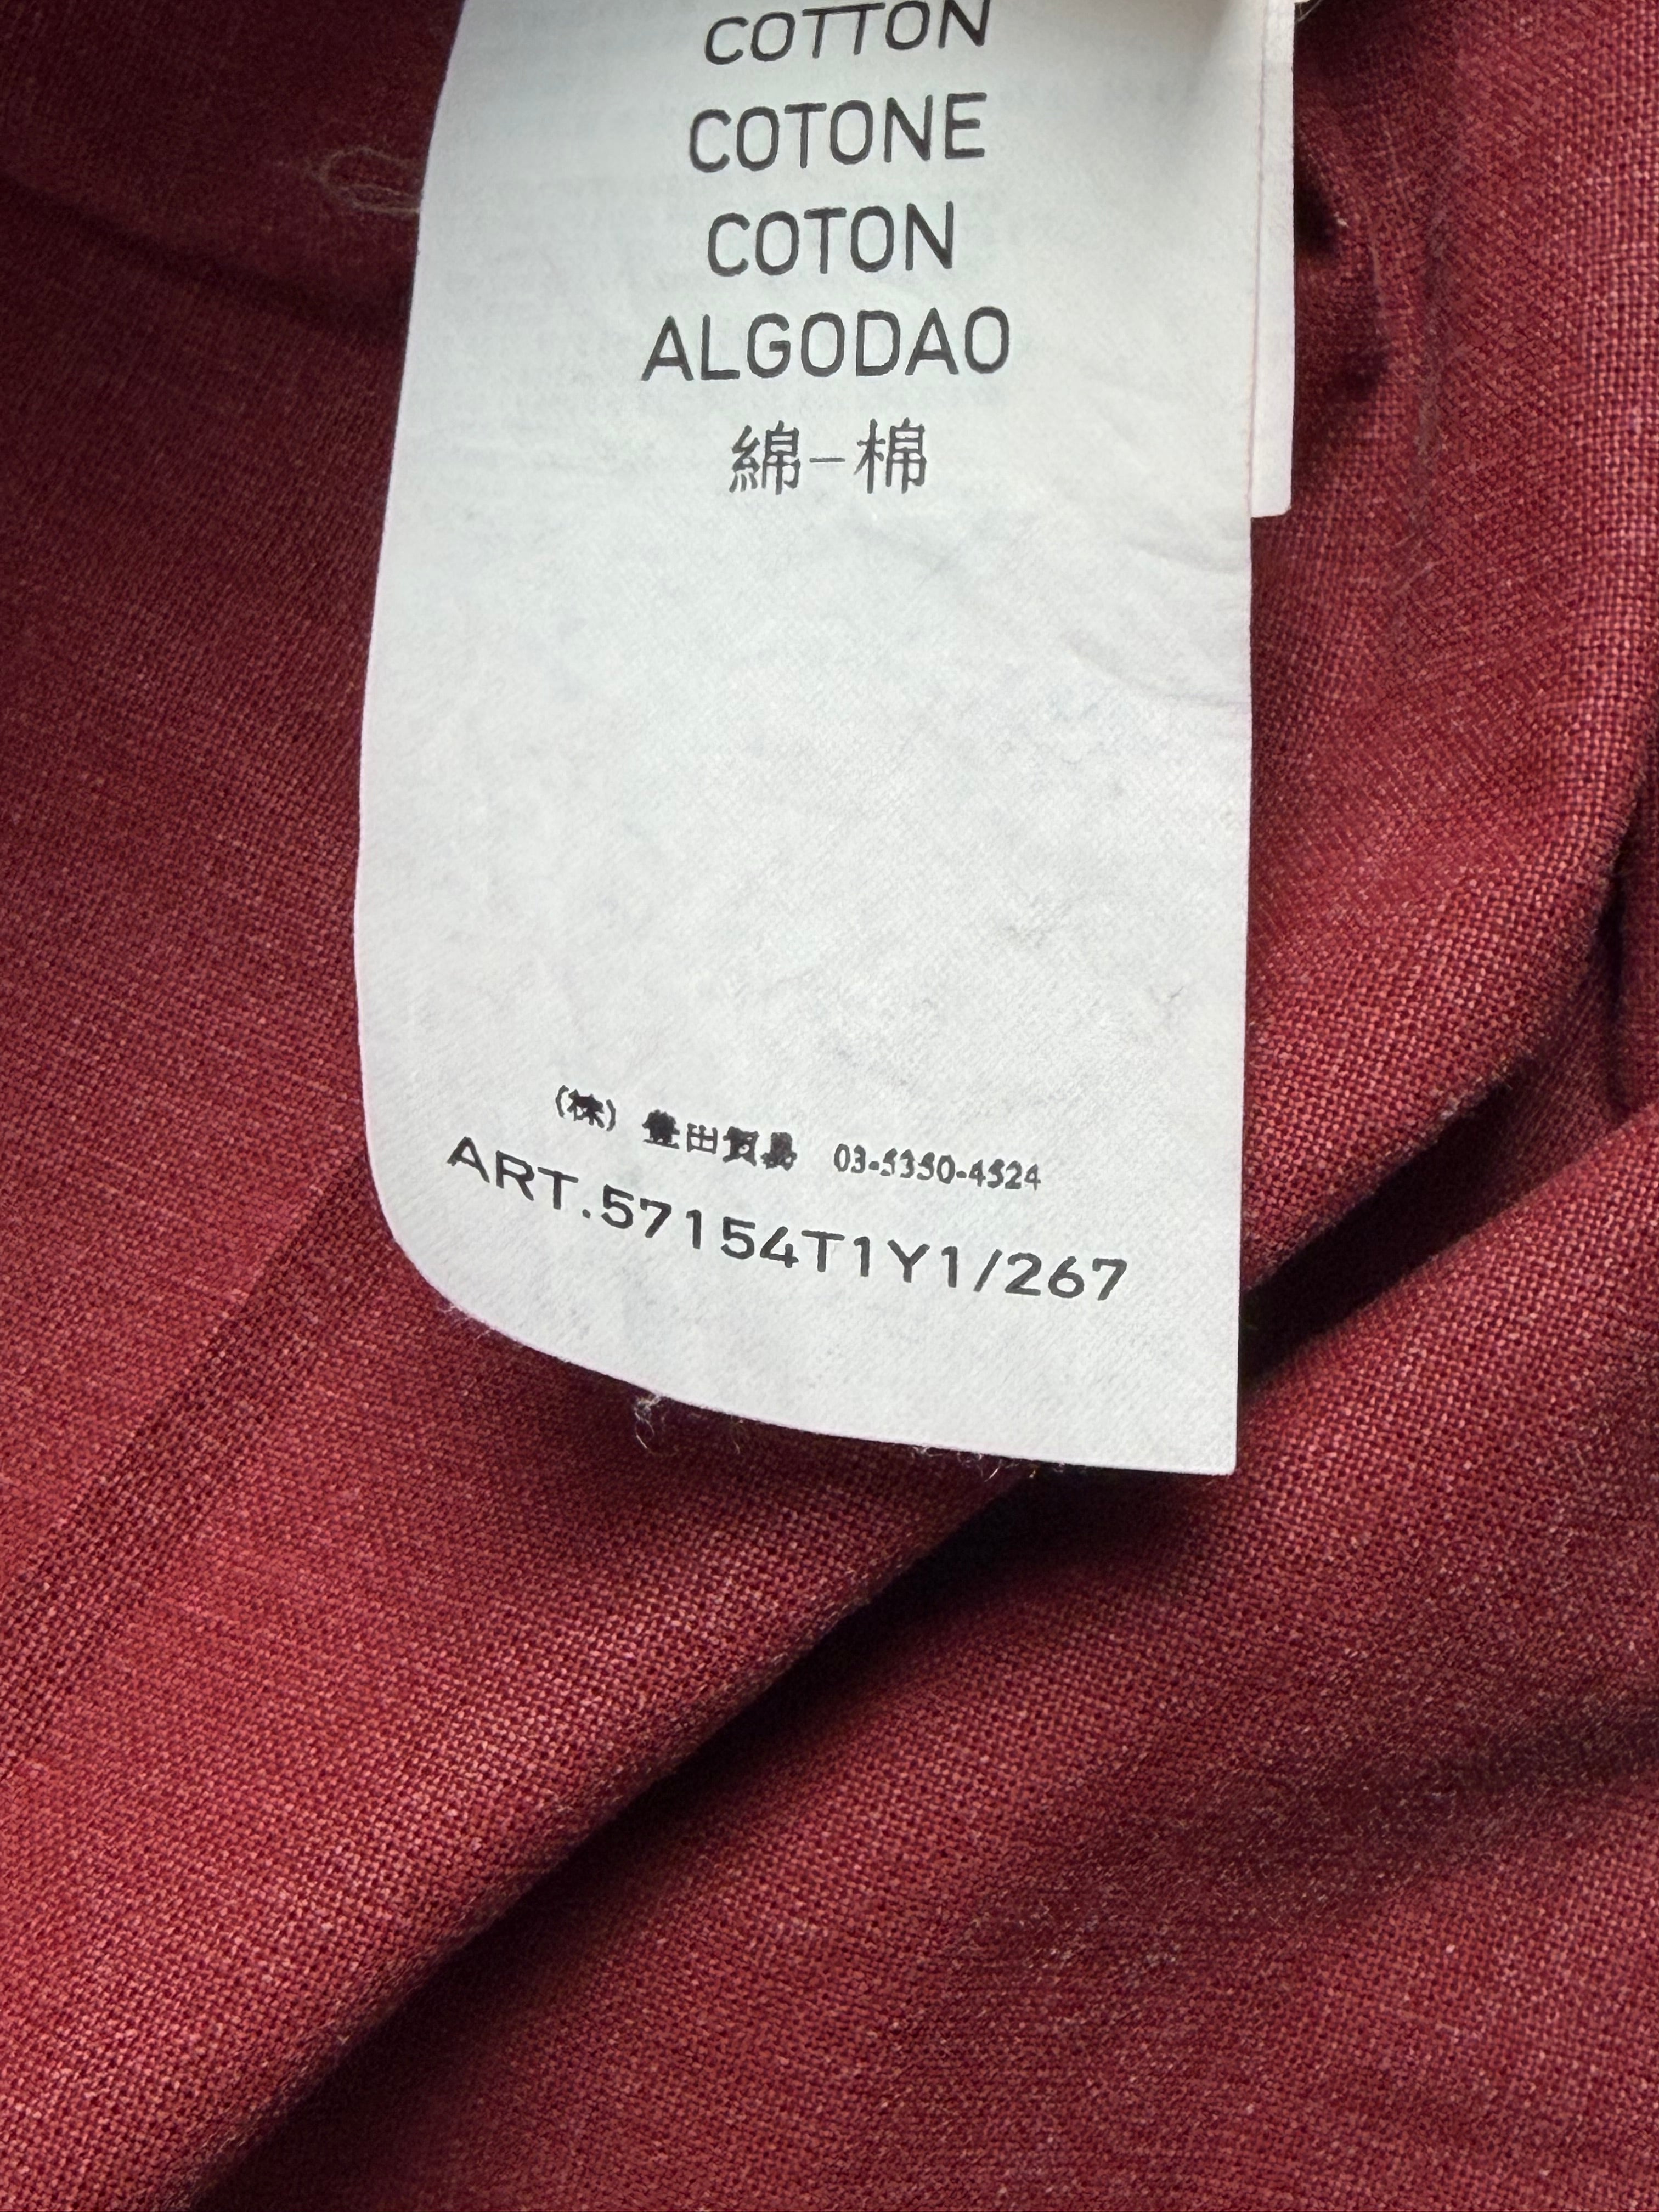 COTTON
COTONE
COTON
ALGODAO
綿-棉
(株) 豊田貿易 03-5350-4524
ART.57154T1Y1/267